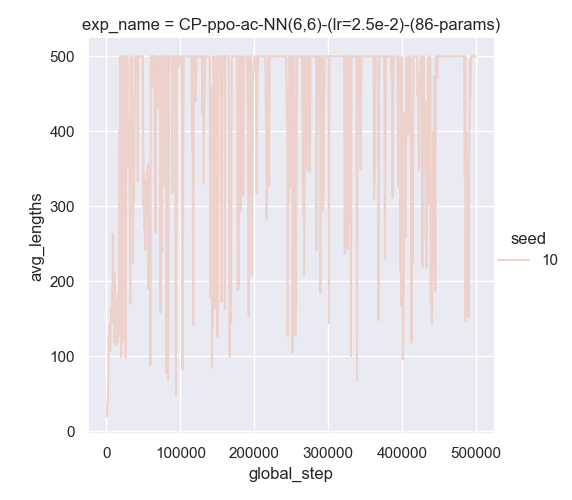 exp_name = CP-ppo-ac-NN(6,6)-(lr=2.5e-2)-(86-params)
500
400
300
200
100
0
avg_lengths
0 100000 200000 300000 400000 500000
global_step
seed
10